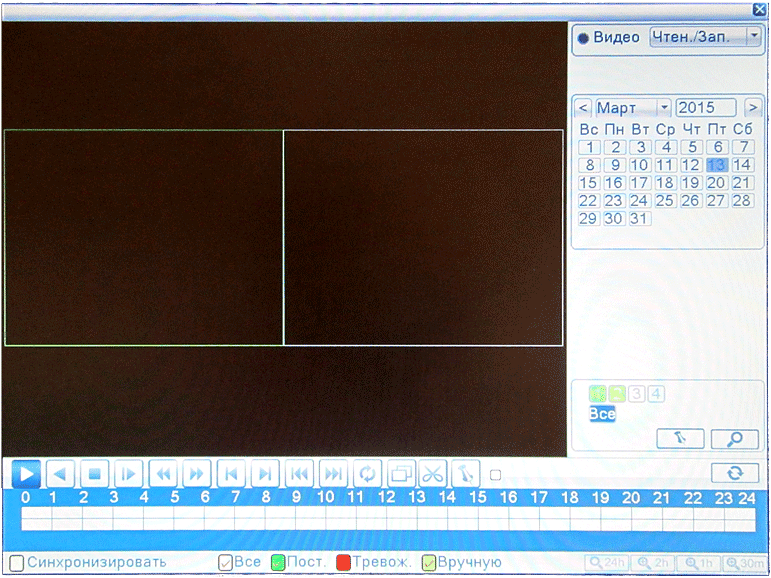 Видео Чтен./Зап.
< Март 2015 >
Вс Пн Вт Ср Чт Пт Сб
1 2 3 4 5 6 7
8 9 10 11 12 13 14
15 16 17 18 19 20 21
22 23 24 25 26 27 28
29 30 31
1 2 3 4
Все
0 1 2 3 4 5 6 7 8 9 10 11 12 13 14 15 16 17 18 19 20 21 22 23 24
Синхронизировать Все Пост. Тревож. Вручную 24h 2h 1h 30m